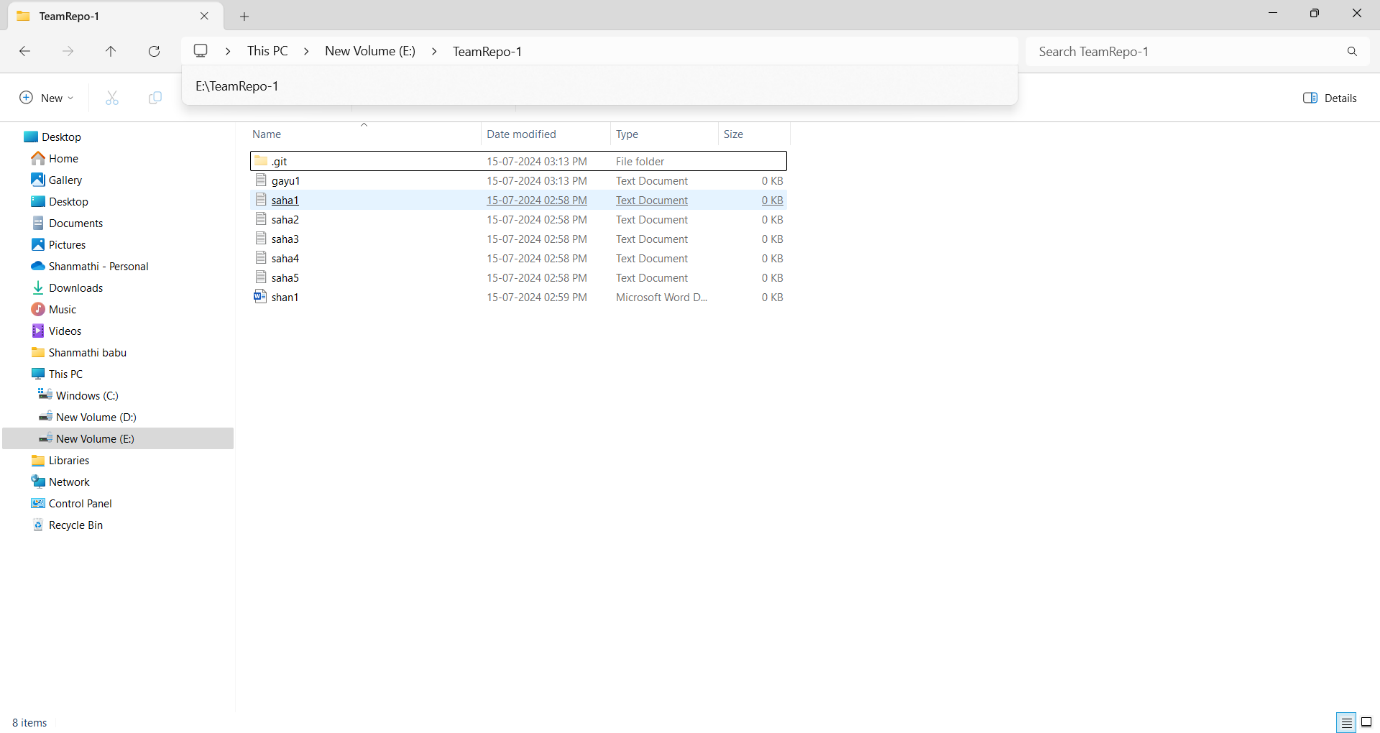 TeamRepo-1
This PC > New Volume (E:) > TeamRepo-1
Search TeamRepo-1
E:\TeamRepo-1
New
Details
Desktop
Home
Gallery
Desktop
Documents
Pictures
Shanmathi - Personal
Downloads
Music
Videos
Shanmathi babu
This PC
Windows (C:)
New Volume (D:)
New Volume (E:)
Libraries
Network
Control Panel
Recycle Bin
Name Date modified Type Size
.git 15-07-2024 03:13 PM File folder
gayu1 15-07-2024 03:13 PM Text Document 0 KB
saha1 15-07-2024 02:58 PM Text Document 0 KB
saha2 15-07-2024 02:58 PM Text Document 0 KB
saha3 15-07-2024 02:58 PM Text Document 0 KB
saha4 15-07-2024 02:58 PM Text Document 0 KB
saha5 15-07-2024 02:58 PM Text Document 0 KB
shan1 15-07-2024 02:59 PM Microsoft Word D... 0 KB
8 items